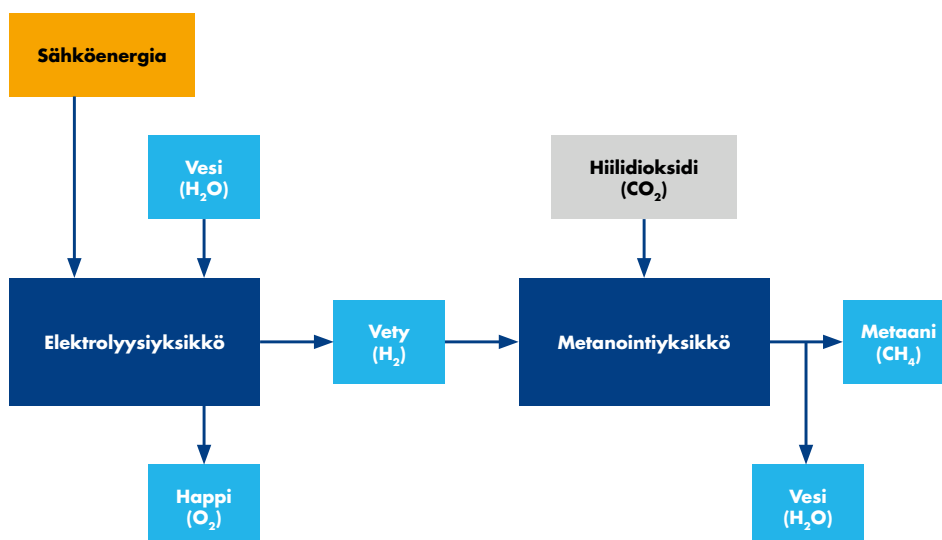 Sähköenergia
Vesi
(H₂O)
Hiilidioksidi
(CO₂)
Elektrolyysiyksikkö
Vety
(H₂)
Metanointiyksikkö
Metaani
(CH₄)
Happi
(O₂)
Vesi
(H₂O)